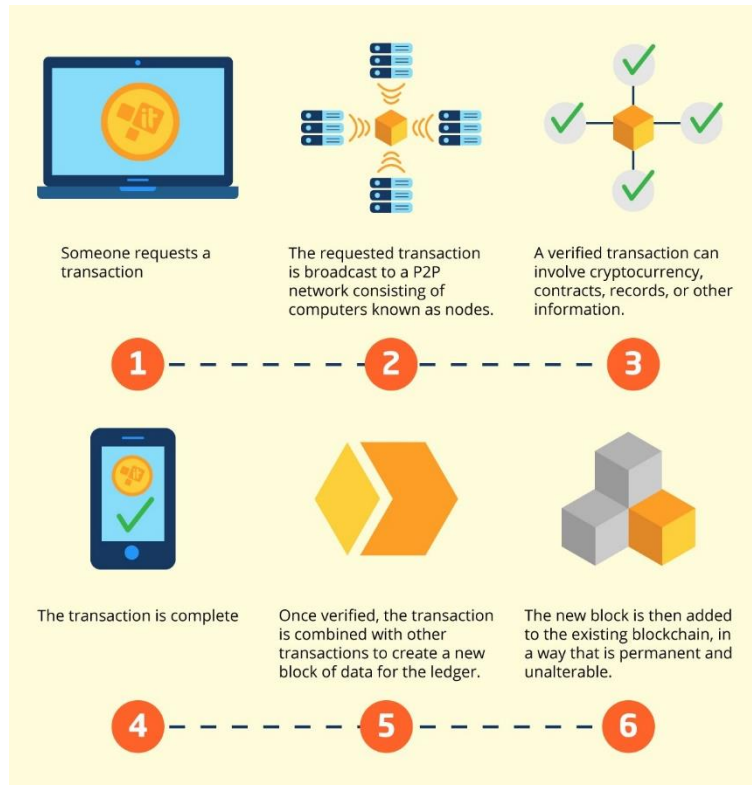 it
Someone requests a
transaction
The requested transaction
is broadcast to a P2P
network consisting of
computers known as nodes.
A verified transaction can
involve cryptocurrency,
contracts, records, or other
information.
1
2
3
it
The transaction is complete
Once verified, the transaction
is combined with other
transactions to create a new
block of data for the ledger.
The new block is then added
to the existing blockchain, in
a way that is permanent and
unalterable.
4
5
6